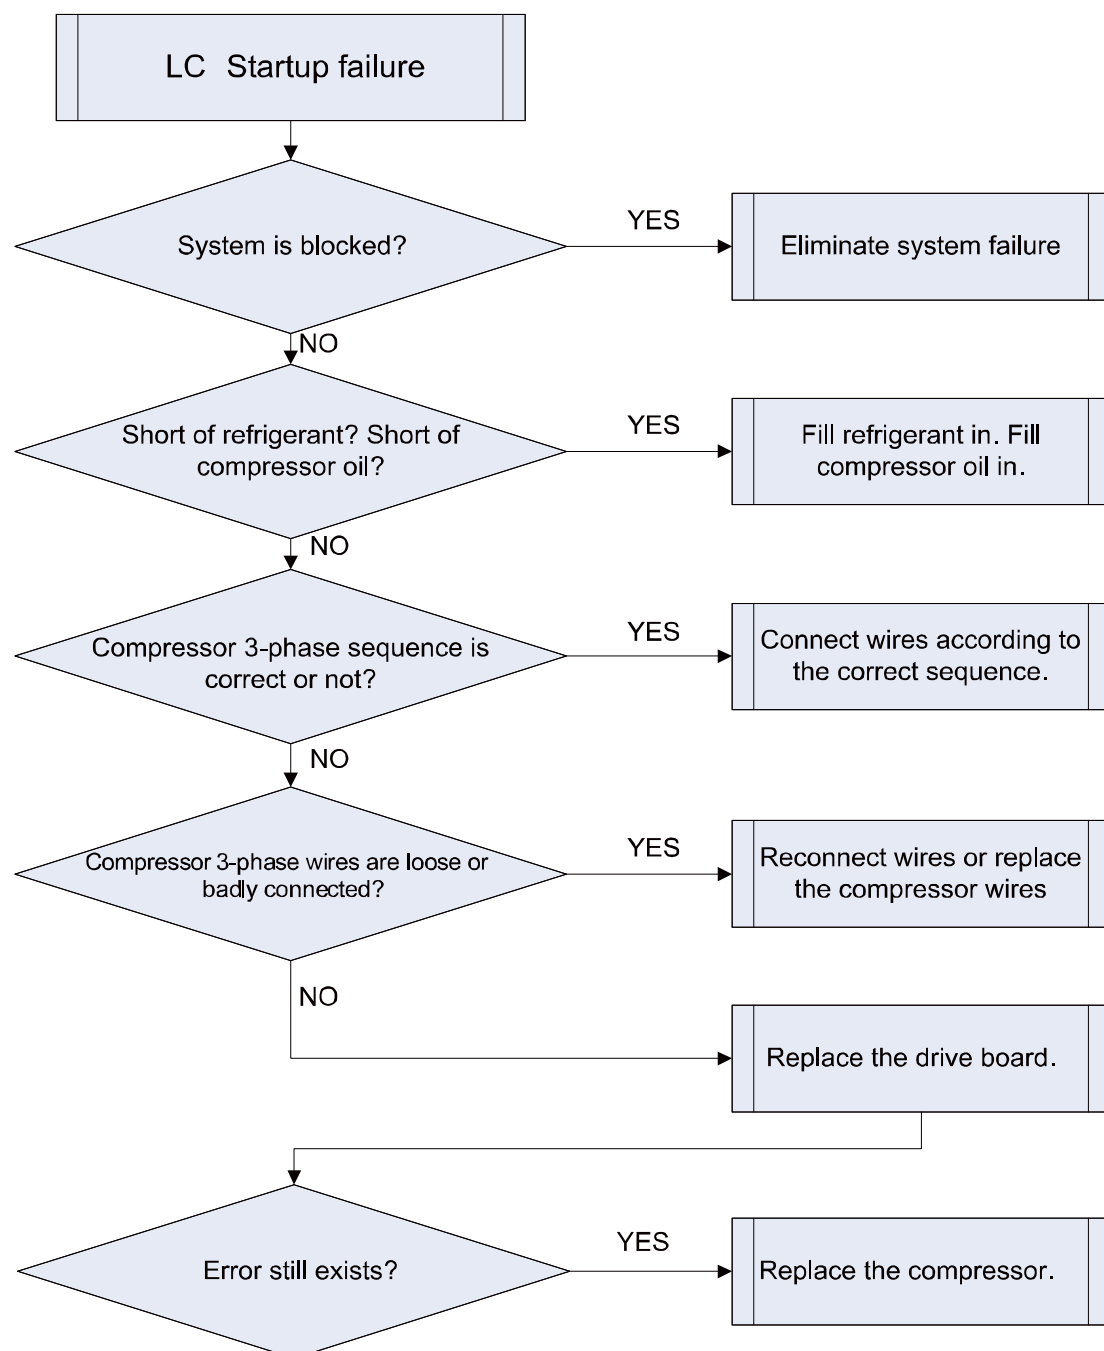 LC Startup failure
System is blocked?
YES
Eliminate system failure
NO
Short of refrigerant? Short of
compressor oil?
YES
Fill refrigerant in. Fill
compressor oil in.
NO
Compressor 3-phase sequence is
correct or not?
YES
Connect wires according to
the correct sequence.
NO
Compressor 3-phase wires are loose or
badly connected?
YES
Reconnect wires or replace
the compressor wires
NO
Replace the drive board.
Error still exists?
YES
Replace the compressor.